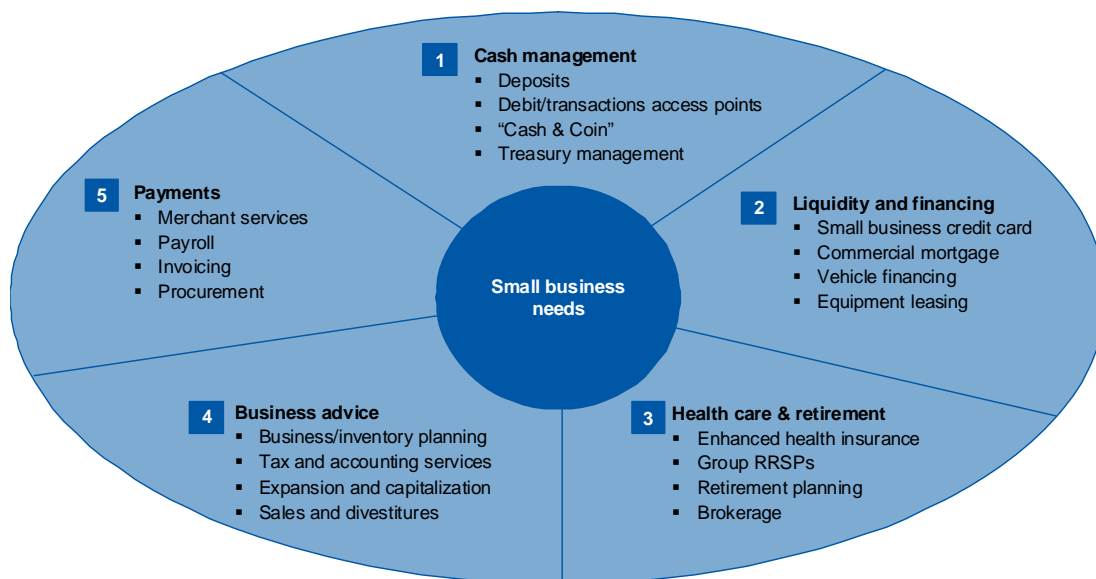 1 Cash management
▪ Deposits
▪ Debit/transactions access points
▪ “Cash & Coin”
▪ Treasury management
2 Liquidity and financing
▪ Small business credit card
▪ Commercial mortgage
▪ Vehicle financing
▪ Equipment leasing
3 Health care & retirement
▪ Enhanced health insurance
▪ Group RRSPs
▪ Retirement planning
▪ Brokerage
4 Business advice
▪ Business/inventory planning
▪ Tax and accounting services
▪ Expansion and capitalization
▪ Sales and divestitures
5 Payments
▪ Merchant services
▪ Payroll
▪ Invoicing
▪ Procurement
Small business
needs